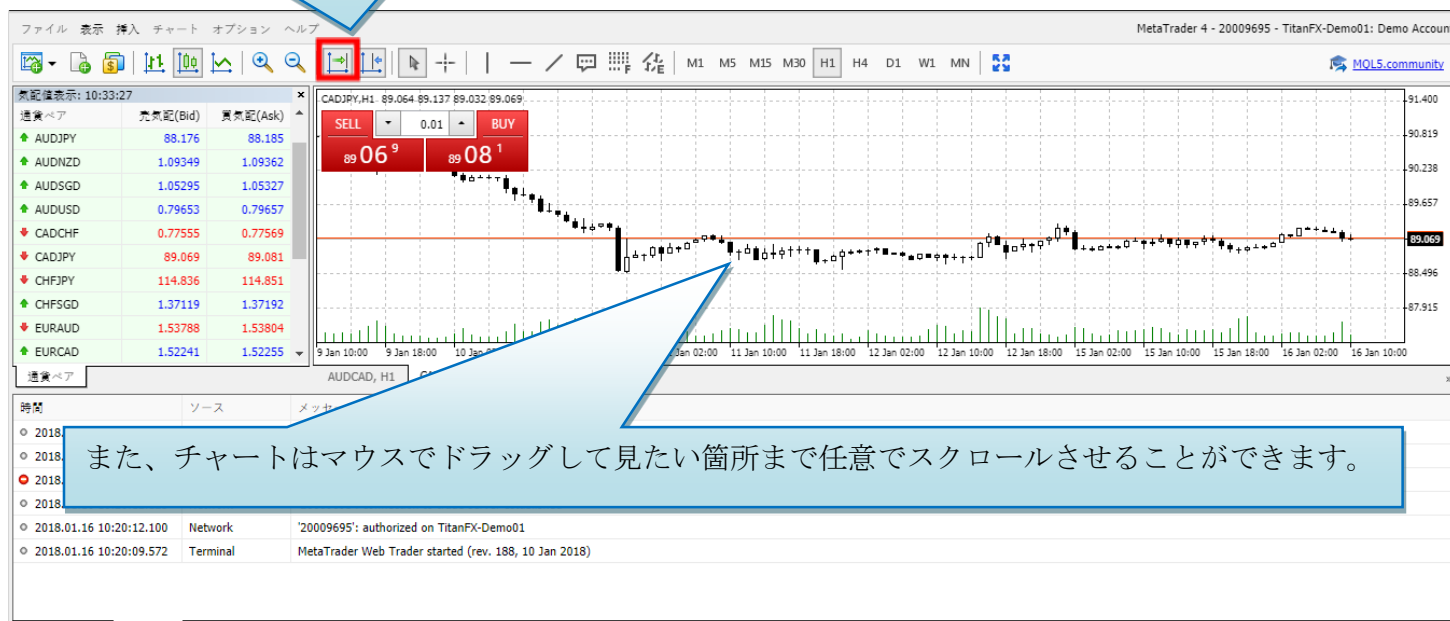 ファイル 表示 挿入 チャート オプション ヘルプ
MetaTrader 4 - 20009695 - TitanFX-Demo01: Demo Accoun
M1 M5 M15 M30 H1 H4 D1 W1 MN
MQL5.community
気配値表示: 10:33:27
通貨ペア 売気配(Bid) 買気配(Ask)
AUDJPY 88.176 88.185
AUDNZD 1.09349 1.09362
AUDSGD 1.05295 1.05327
AUDUSD 0.79653 0.79657
CADCHF 0.77555 0.77569
CADJPY 89.069 89.081
CHFJPY 114.836 114.851
CHFSGD 1.37119 1.37192
EURAUD 1.53788 1.53804
EURCAD 1.52241 1.52255
通貨ペア
CADJPY,H1 89.064 89.137 89.032 89.069
SELL 0.01 BUY
89 06 9 89 08 1
91.400
90.819
90.238
89.657
89.069
88.496
87.915
9 Jan 10:00 9 Jan 18:00 10 Jan Jan 02:00 11 Jan 10:00 11 Jan 18:00 12 Jan 02:00 12 Jan 10:00 12 Jan 18:00 15 Jan 02:00 15 Jan 10:00 15 Jan 18:00 16 Jan 02:00 16 Jan 10:00
AUDCAD, H1
時間 ソース
2018.
2018.
2018.
2018.
また、チャートはマウスでドラッグして見たい箇所まで任意でスクロールさせることができます。
2018.01.16 10:20:12.100 Network '20009695': authorized on TitanFX-Demo01
2018.01.16 10:20:09.572 Terminal MetaTrader Web Trader started (rev. 188, 10 Jan 2018)